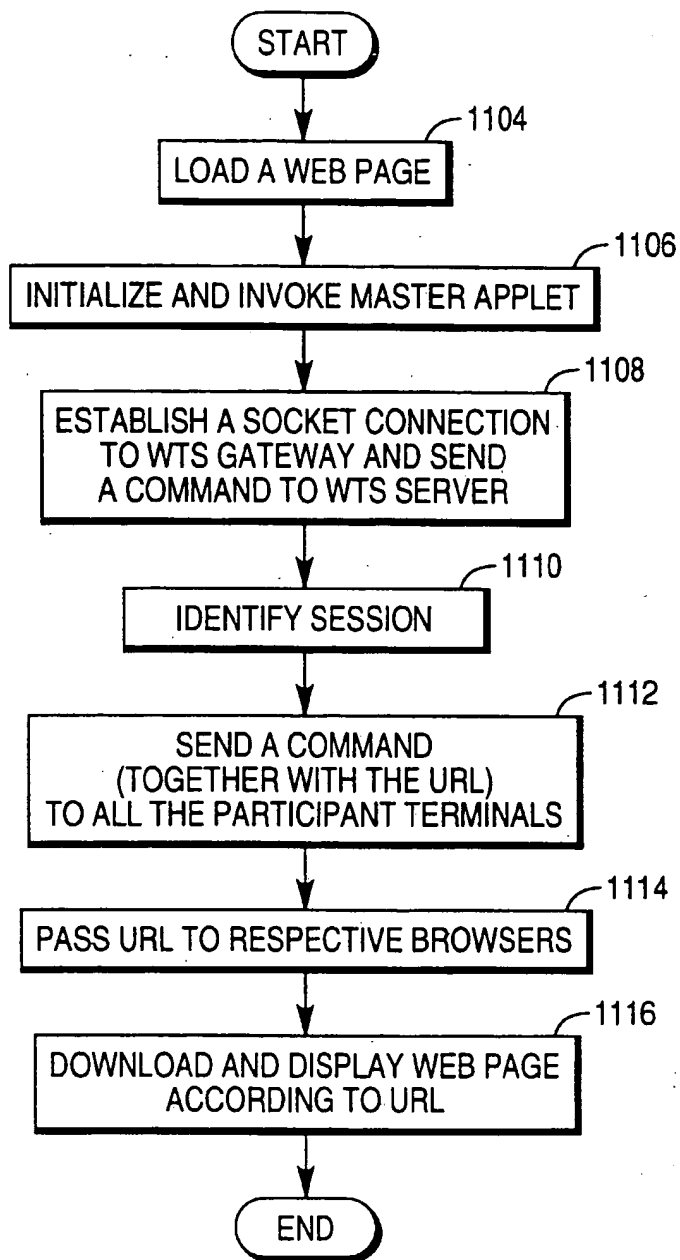 START
1104
LOAD A WEB PAGE
1106
INITIALIZE AND INVOKE MASTER APPLET
1108
ESTABLISH A SOCKET CONNECTION
TO WTS GATEWAY AND SEND
A COMMAND TO WTS SERVER
1110
IDENTIFY SESSION
1112
SEND A COMMAND
(TOGETHER WITH THE URL)
TO ALL THE PARTICIPANT TERMINALS
1114
PASS URL TO RESPECTIVE BROWSERS
1116
DOWNLOAD AND DISPLAY WEB PAGE
ACCORDING TO URL
END